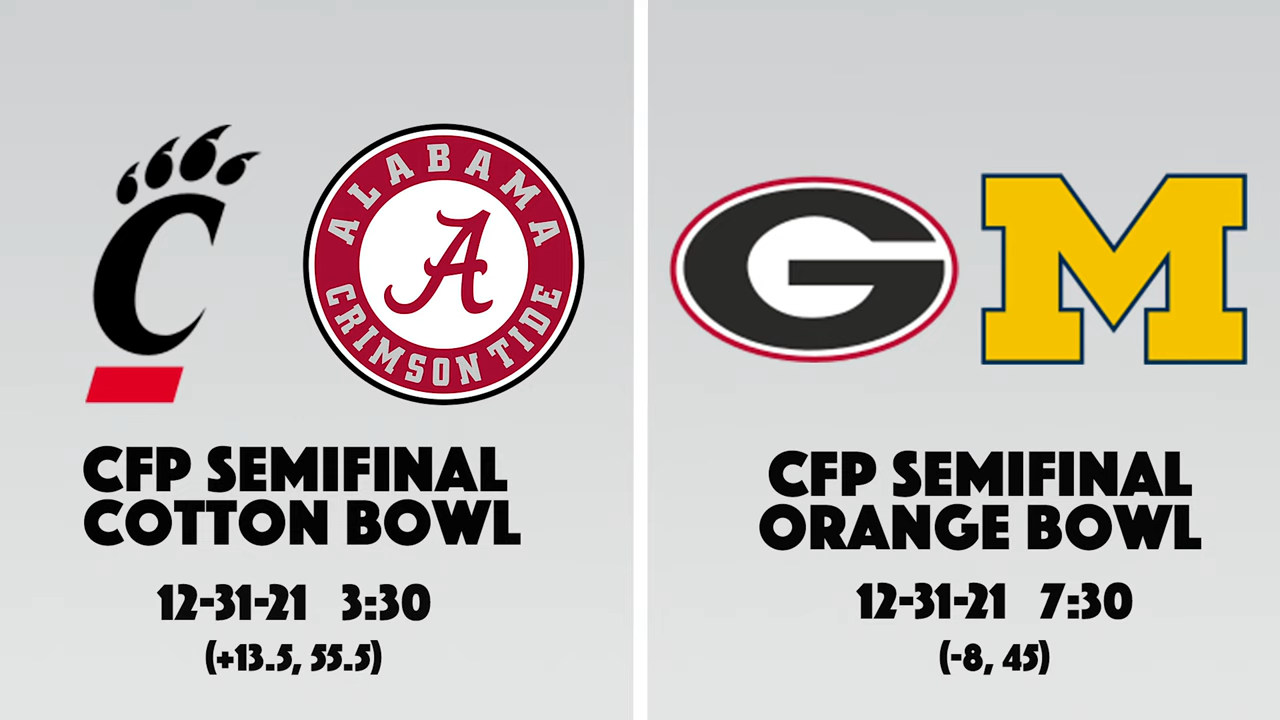 ALABAMA
A
CRIMSON TIDE
CFP SEMIFINAL
COTTON BOWL
12-31-21 3:30
(+13.5, 55.5)
C
G
M
CFP SEMIFINAL
ORANGE BOWL
12-31-21 7:30
(-8, 45)